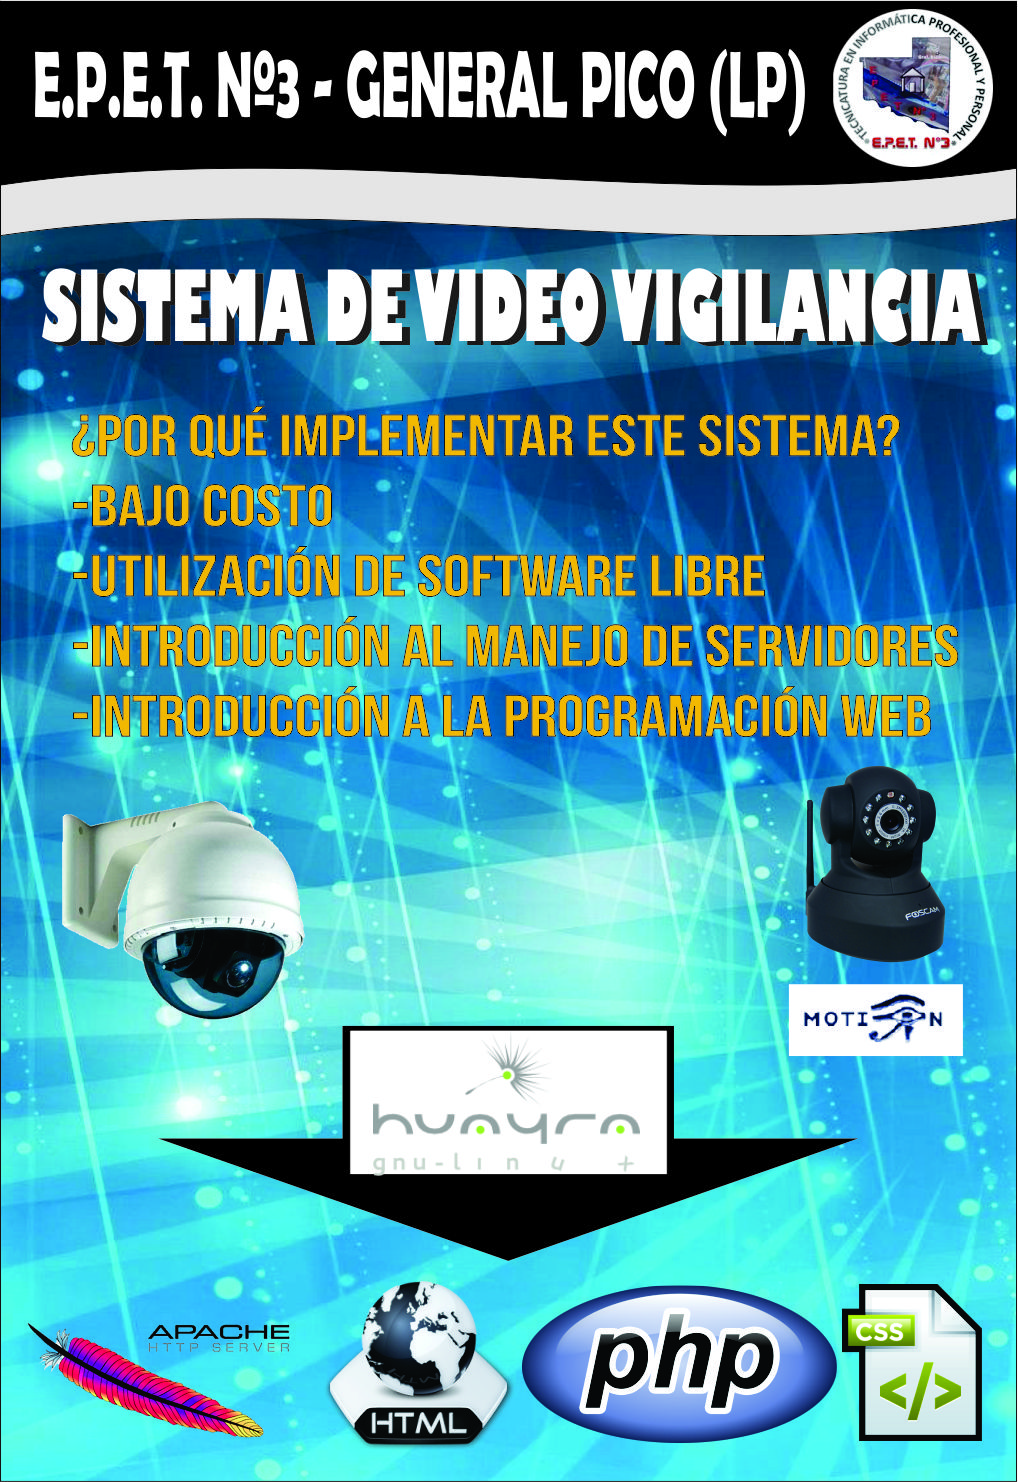 E.P.E.T. Nº3 - GENERAL PICO (LP)
*TECNICATURA EN INFORMÁTICA PROFESIONAL Y PERSONAL*
E P E T N° 3
E.P.E.T. N°3
SISTEMA DE VIDEO VIGILANCIA
¿POR QUÉ IMPLEMENTAR ESTE SISTEMA?
-BAJO COSTO
-UTILIZACIÓN DE SOFTWARE LIBRE
-INTRODUCCIÓN AL MANEJO DE SERVIDORES
-INTRODUCCIÓN A LA PROGRAMACIÓN WEB
FOSCAM
MOTION
huayra
gnu-linux
APACHE
HTTP SERVER
HTML
php
CSS
</>